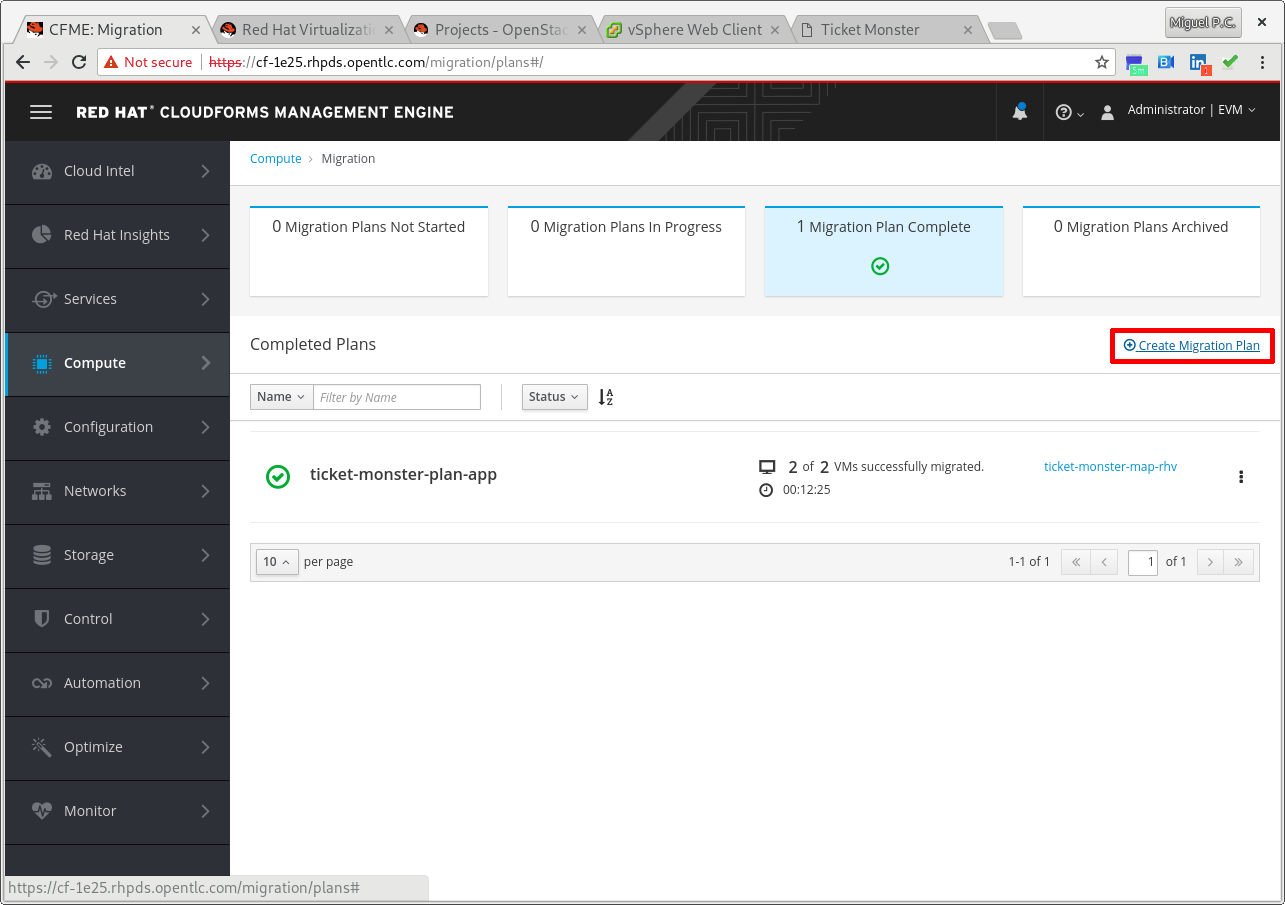 CFME: Migration
Red Hat Virtualizati
Projects - OpenStac
vSphere Web Client
Ticket Monster
Miguel P.C.
Not secure
https://cf-1e25.rhpds.opentlc.com/migration/plans#/
5m
B
in
1
RED HAT® CLOUDFORMS MANAGEMENT ENGINE
Administrator | EVM
Cloud Intel
Red Hat Insights
Services
Compute
Configuration
Networks
Storage
Control
Automation
Optimize
Monitor
Compute › Migration
0 Migration Plans Not Started
0 Migration Plans In Progress
1 Migration Plan Complete
0 Migration Plans Archived
Completed Plans
Create Migration Plan
Name
Filter by Name
Status
A
Z
ticket-monster-plan-app
2 of 2 VMs successfully migrated.
00:12:25
ticket-monster-map-rhv
10 per page
1-1 of 1
« ‹ 1 of 1 › »
https://cf-1e25.rhpds.opentlc.com/migration/plans#